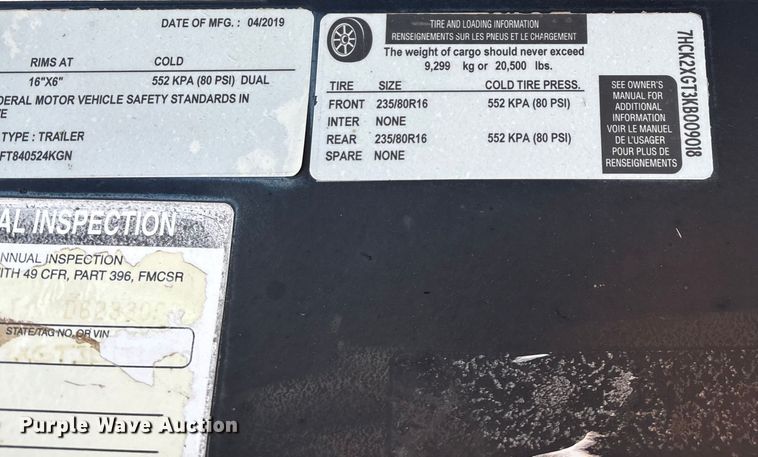 DATE OF MFG. : 04/2019
RIMS AT COLD
16"X6" 552 KPA (80 PSI) DUAL
DERAL MOTOR VEHICLE SAFETY STANDARDS IN
VE
TYPE : TRAILER
FT840524KGN
TIRE AND LOADING INFORMATION
RENSEIGNEMENTS SUR LES PNEUS ET LE CHARGEMENT
The weight of cargo should never exceed
9,299 kg or 20,500 lbs.
TIRE SIZE COLD TIRE PRESS.
FRONT 235/80R16 552 KPA (80 PSI)
INTER NONE
REAR 235/80R16 552 KPA (80 PSI)
SPARE NONE
SEE OWNER'S
MANUAL FOR
ADDITIONAL
INFORMATION
VOIR LE MANUEL
DE L'USAGER
POUR PLUS DE
RENSEIGNEMENTS
7HCK2XGT3KB009018
AL INSPECTION
NNUAL INSPECTION
ITH 49 CFR, PART 396, FMCSR
STATE/TAG NO. OR VIN
Purple Wave Auction